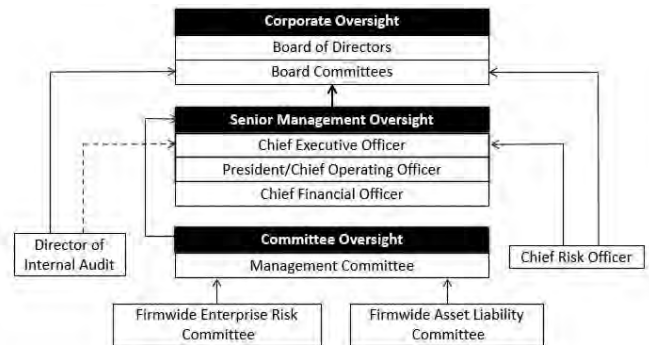 Corporate Oversight
Board of Directors
Board Committees
Senior Management Oversight
Chief Executive Officer
President/Chief Operating Officer
Chief Financial Officer
Director of
Internal Audit
Committee Oversight
Management Committee
Chief Risk Officer
Firmwide Enterprise Risk
Committee
Firmwide Asset Liability
Committee